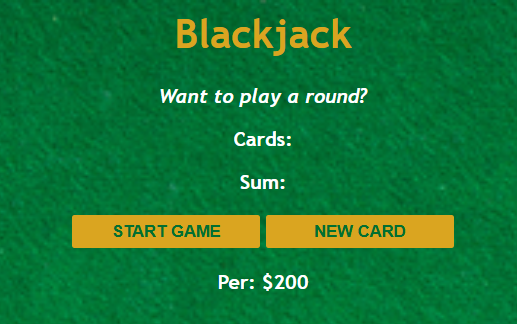 Blackjack
Want to play a round?
Cards:
Sum:
START GAME NEW CARD
Per: $200